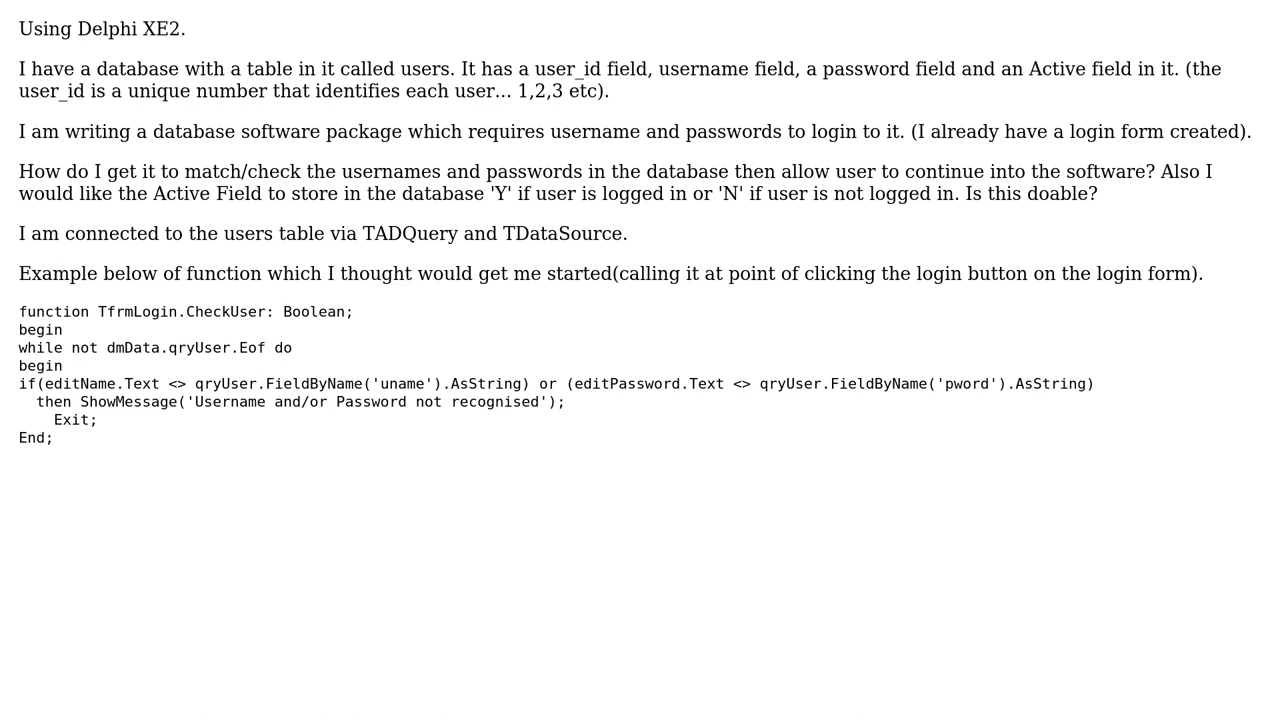 Using Delphi XE2.
I have a database with a table in it called users. It has a user_id field, username field, a password field and an Active field in it. (the
user_id is a unique number that identifies each user... 1,2,3 etc).
I am writing a database software package which requires username and passwords to login to it. (I already have a login form created).
How do I get it to match/check the usernames and passwords in the database then allow user to continue into the software? Also I
would like the Active Field to store in the database 'Y' if user is logged in or 'N' if user is not logged in. Is this doable?
I am connected to the users table via TADQuery and TDataSource.
Example below of function which I thought would get me started(calling it at point of clicking the login button on the login form).
function TfrmLogin.CheckUser: Boolean;
begin
while not dmData.qryUser.Eof do
begin
if(editName.Text <> qryUser.FieldByName('uname').AsString) or (editPassword.Text <> qryUser.FieldByName('pword').AsString)
  then ShowMessage('Username and/or Password not recognised');
    Exit;
End;